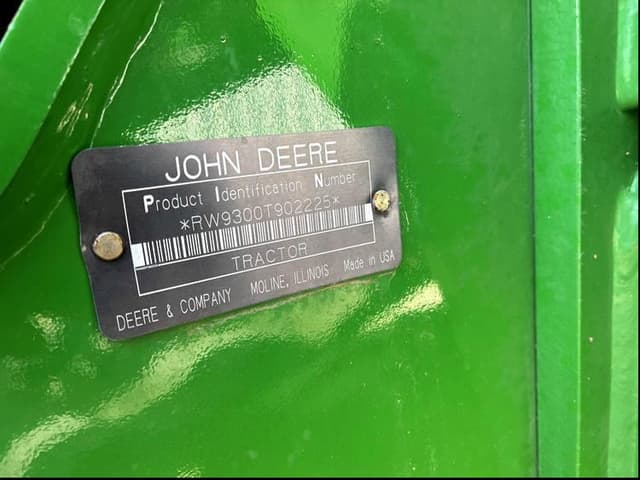 JOHN DEERE
Product Identification Number
*RW9300T902225*
TRACTOR
DEERE & COMPANY MOLINE, ILLINOIS Made in USA